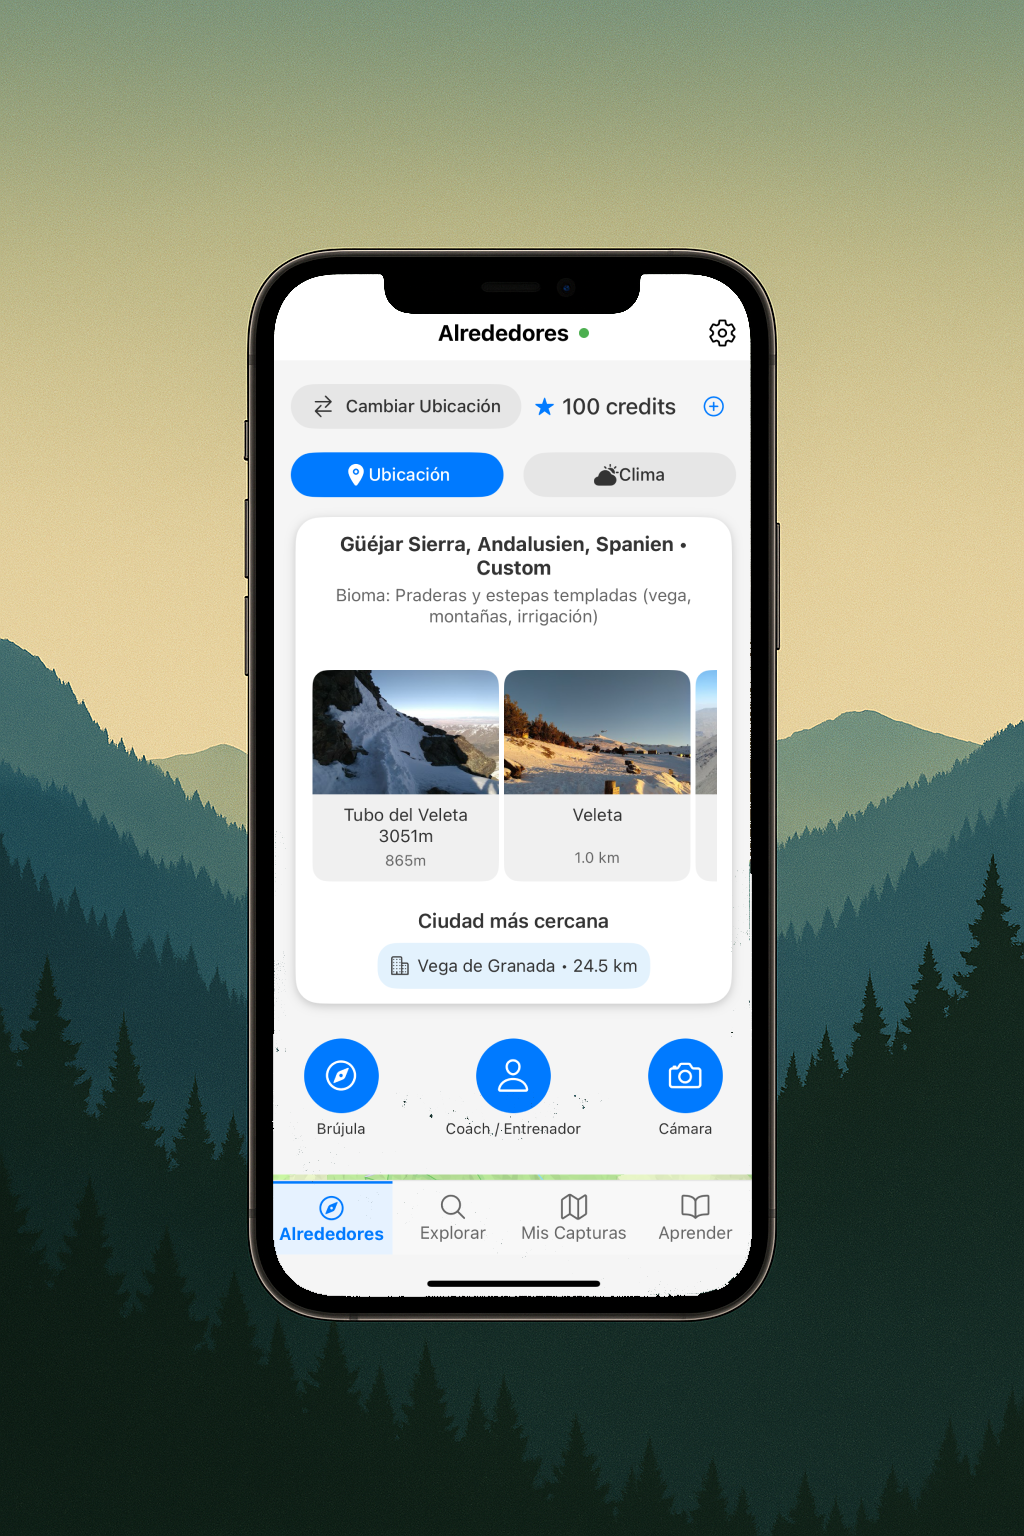 Alrededores
Cambiar Ubicación
100 credits
Ubicación
Clima
Güéjar Sierra, Andalusien, Spanien •
Custom
Bioma: Praderas y estepas templadas (vega,
montañas, irrigación)
Tubo del Veleta
3051m
865m
Veleta
1.0 km
Ciudad más cercana
Vega de Granada • 24.5 km
Brújula
Coach / Entrenador
Cámara
Alrededores
Explorar
Mis Capturas
Aprender